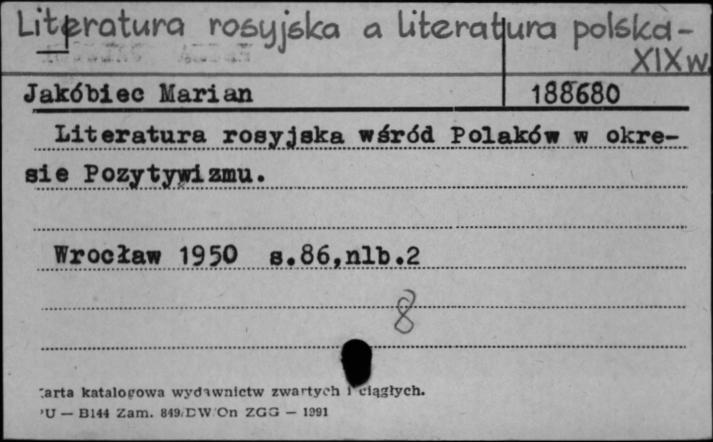 Literatura rosyjska a literatura polska-
XIX w.
Jakóbiec Marian 188680
Literatura rosyjska wśród Polaków w okre-
sie Pozytywizmu.
Wrocław 1950 s.86,nlb.2
8
arta katalogowa wydawnictw zwartych i ciągłych.
U — B144 Zam. 849/DW/On ZGG — 1991